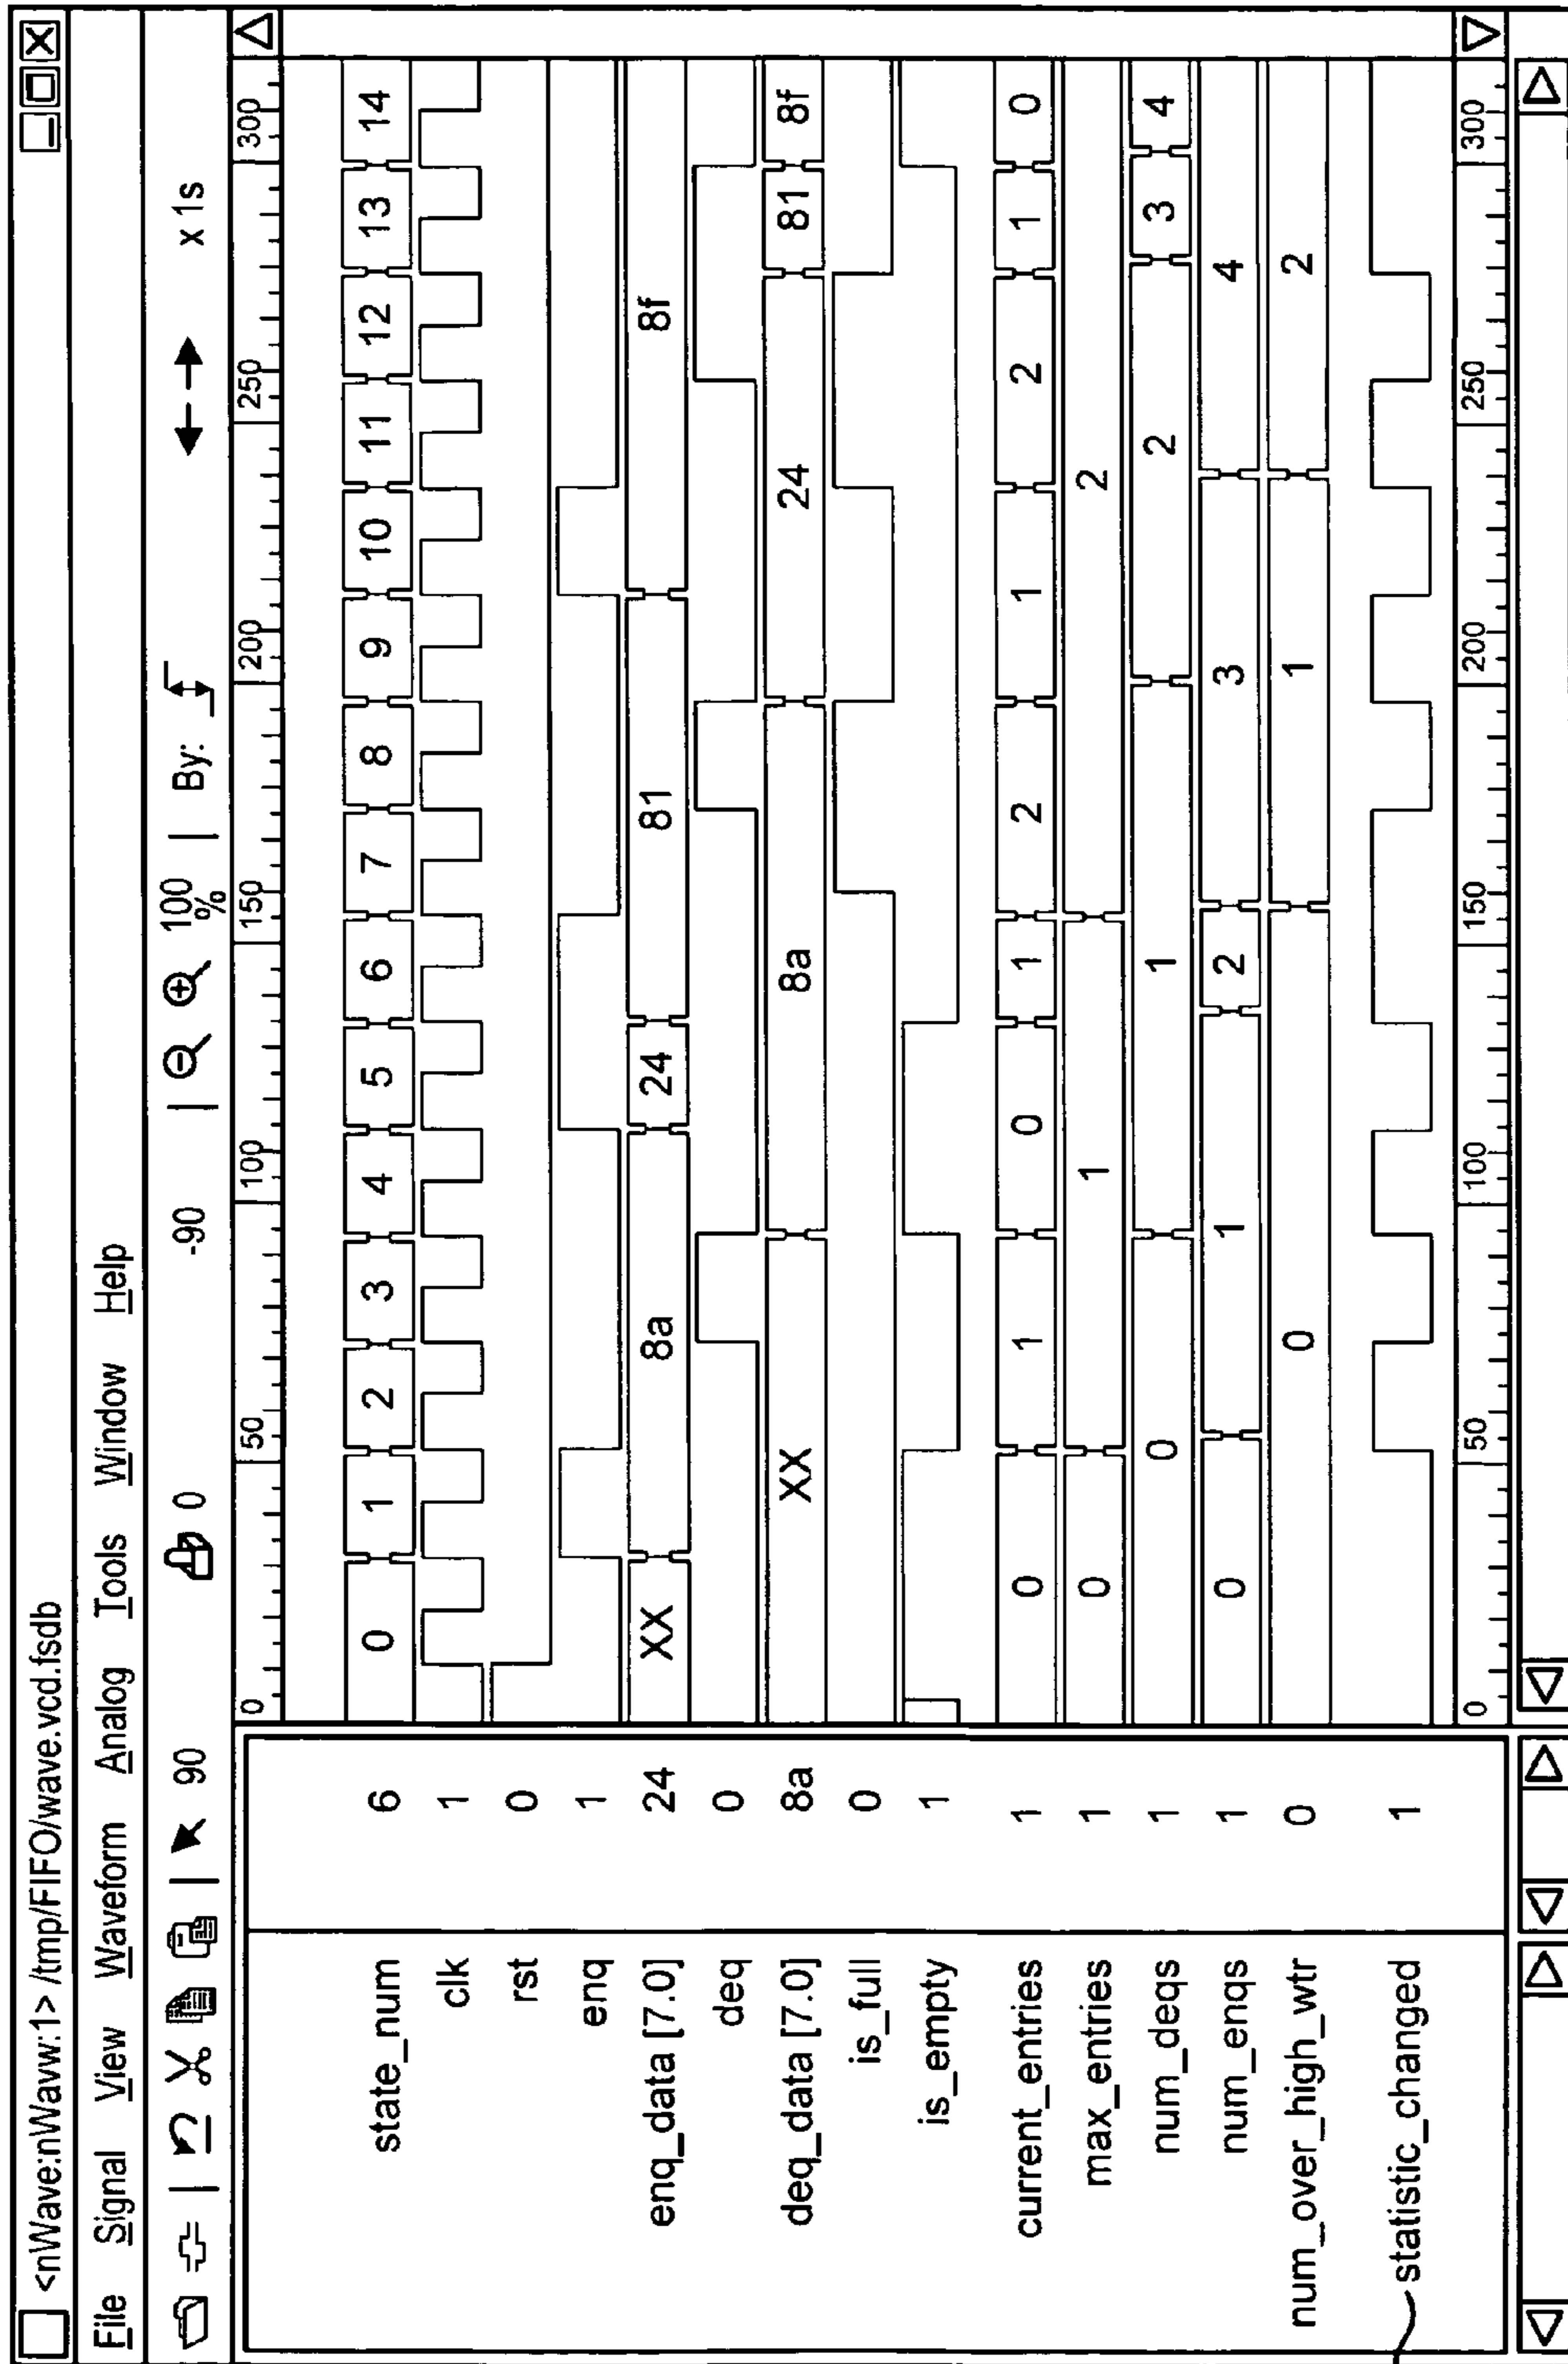 <nWave:nWavw:1> /tmp/FIFO/wave.vcd.fsdb
File Signal View Waveform Analog Tools Window Help
90 0 -90 100 % By: x 1s
0 50 100 150 200 250 300
state_num 6 0 1 2 3 4 5 6 7 8 9 10 11 12 13 14
clk 1
rst 0
enq 1
enq_data [7.0] 24 XX 8a 24 81 8f
deq 0
deq_data [7.0] 8a XX 8a 24 81 8f
is_full 0
is_empty 1
current_entries 1 0 1 0 1 2 1 2 1 0
max_entries 1 0 1 2
num_deqs 1 0 1 2 3 4
num_enqs 1 0 1 2 3 4
num_over_high_wtr 0 0 1 2
statistic_changed 1
0 50 100 150 200 250 300